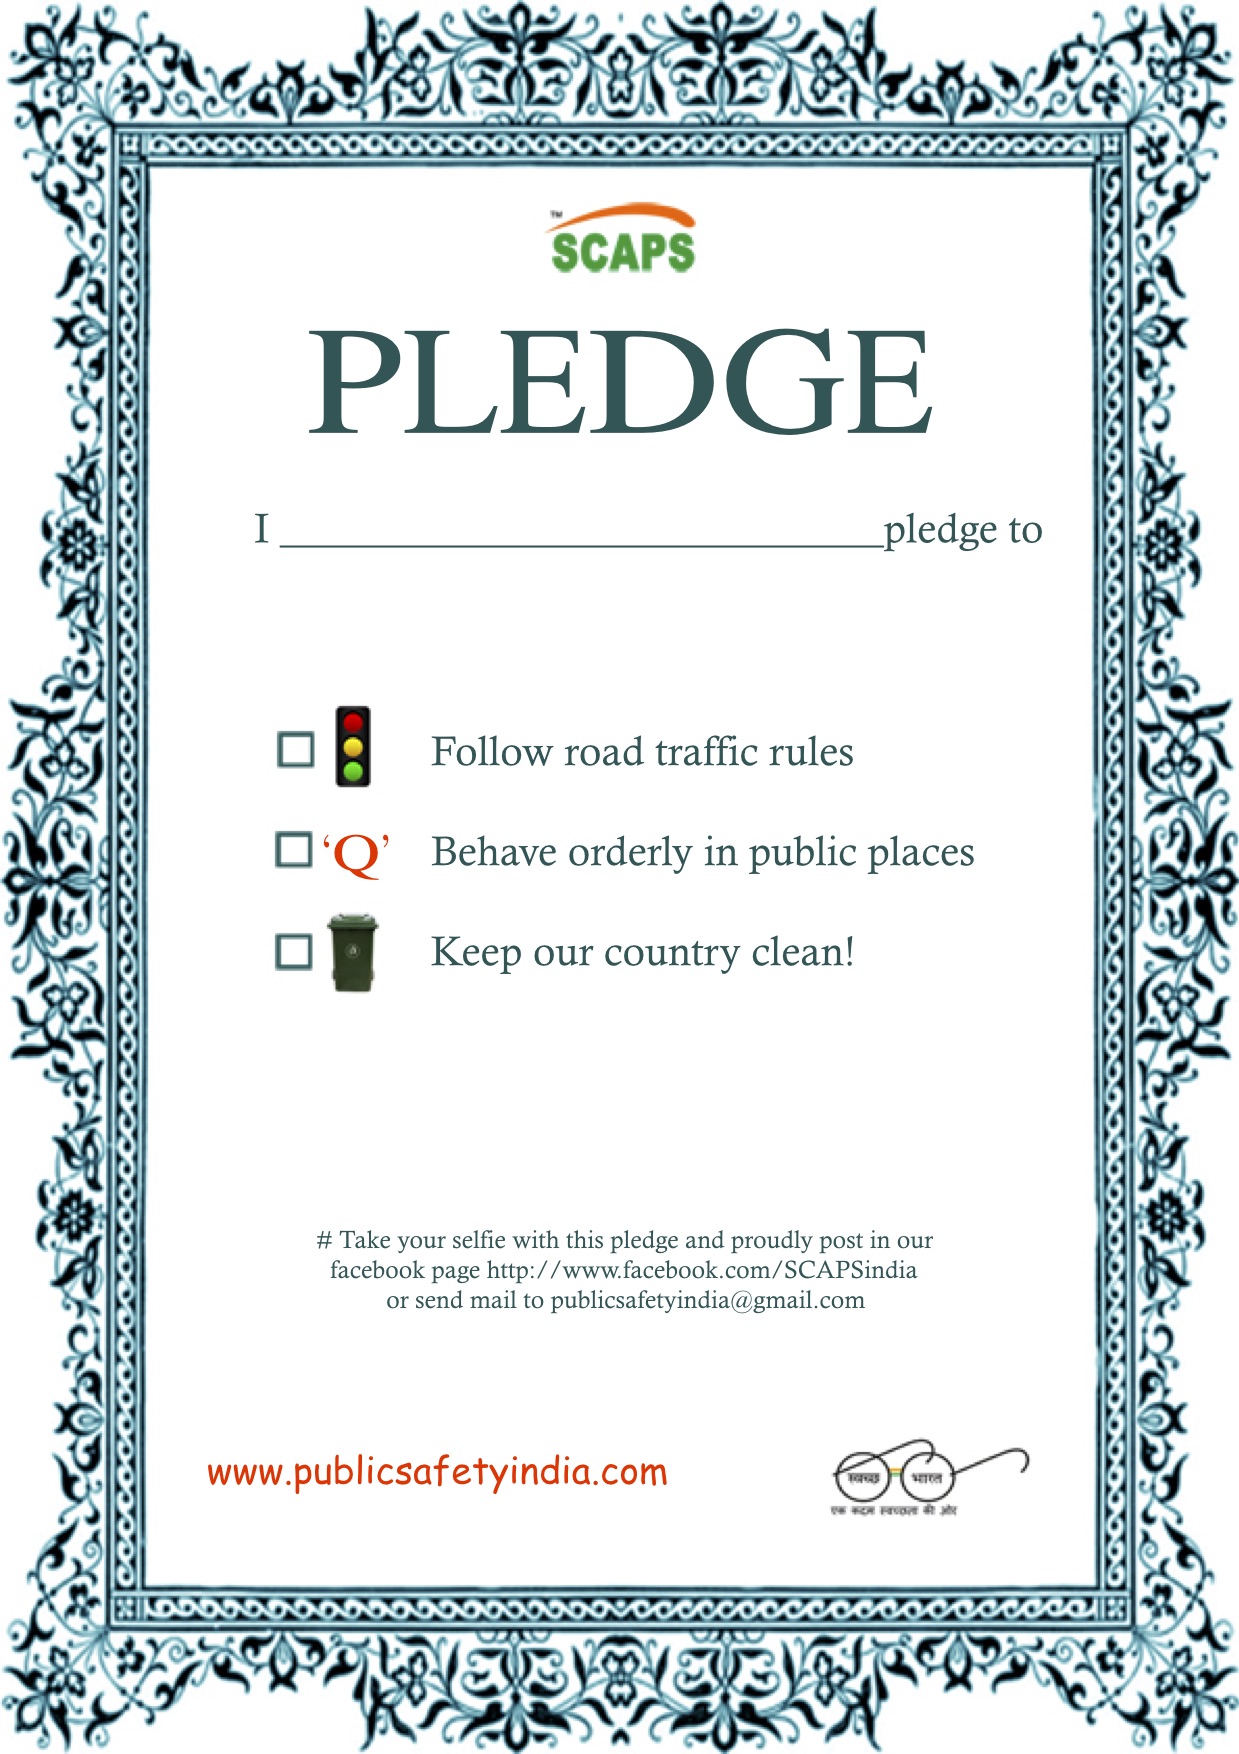 TM
SCAPS
PLEDGE
I ______________________________pledge to
Follow road traffic rules
‘Q’ Behave orderly in public places
Keep our country clean!
# Take your selfie with this pledge and proudly post in our
facebook page http://www.facebook.com/SCAPSindia
or send mail to publicsafetyindia@gmail.com
www.publicsafetyindia.com
स्वच्छ भारत
एक कदम स्वच्छता की ओर